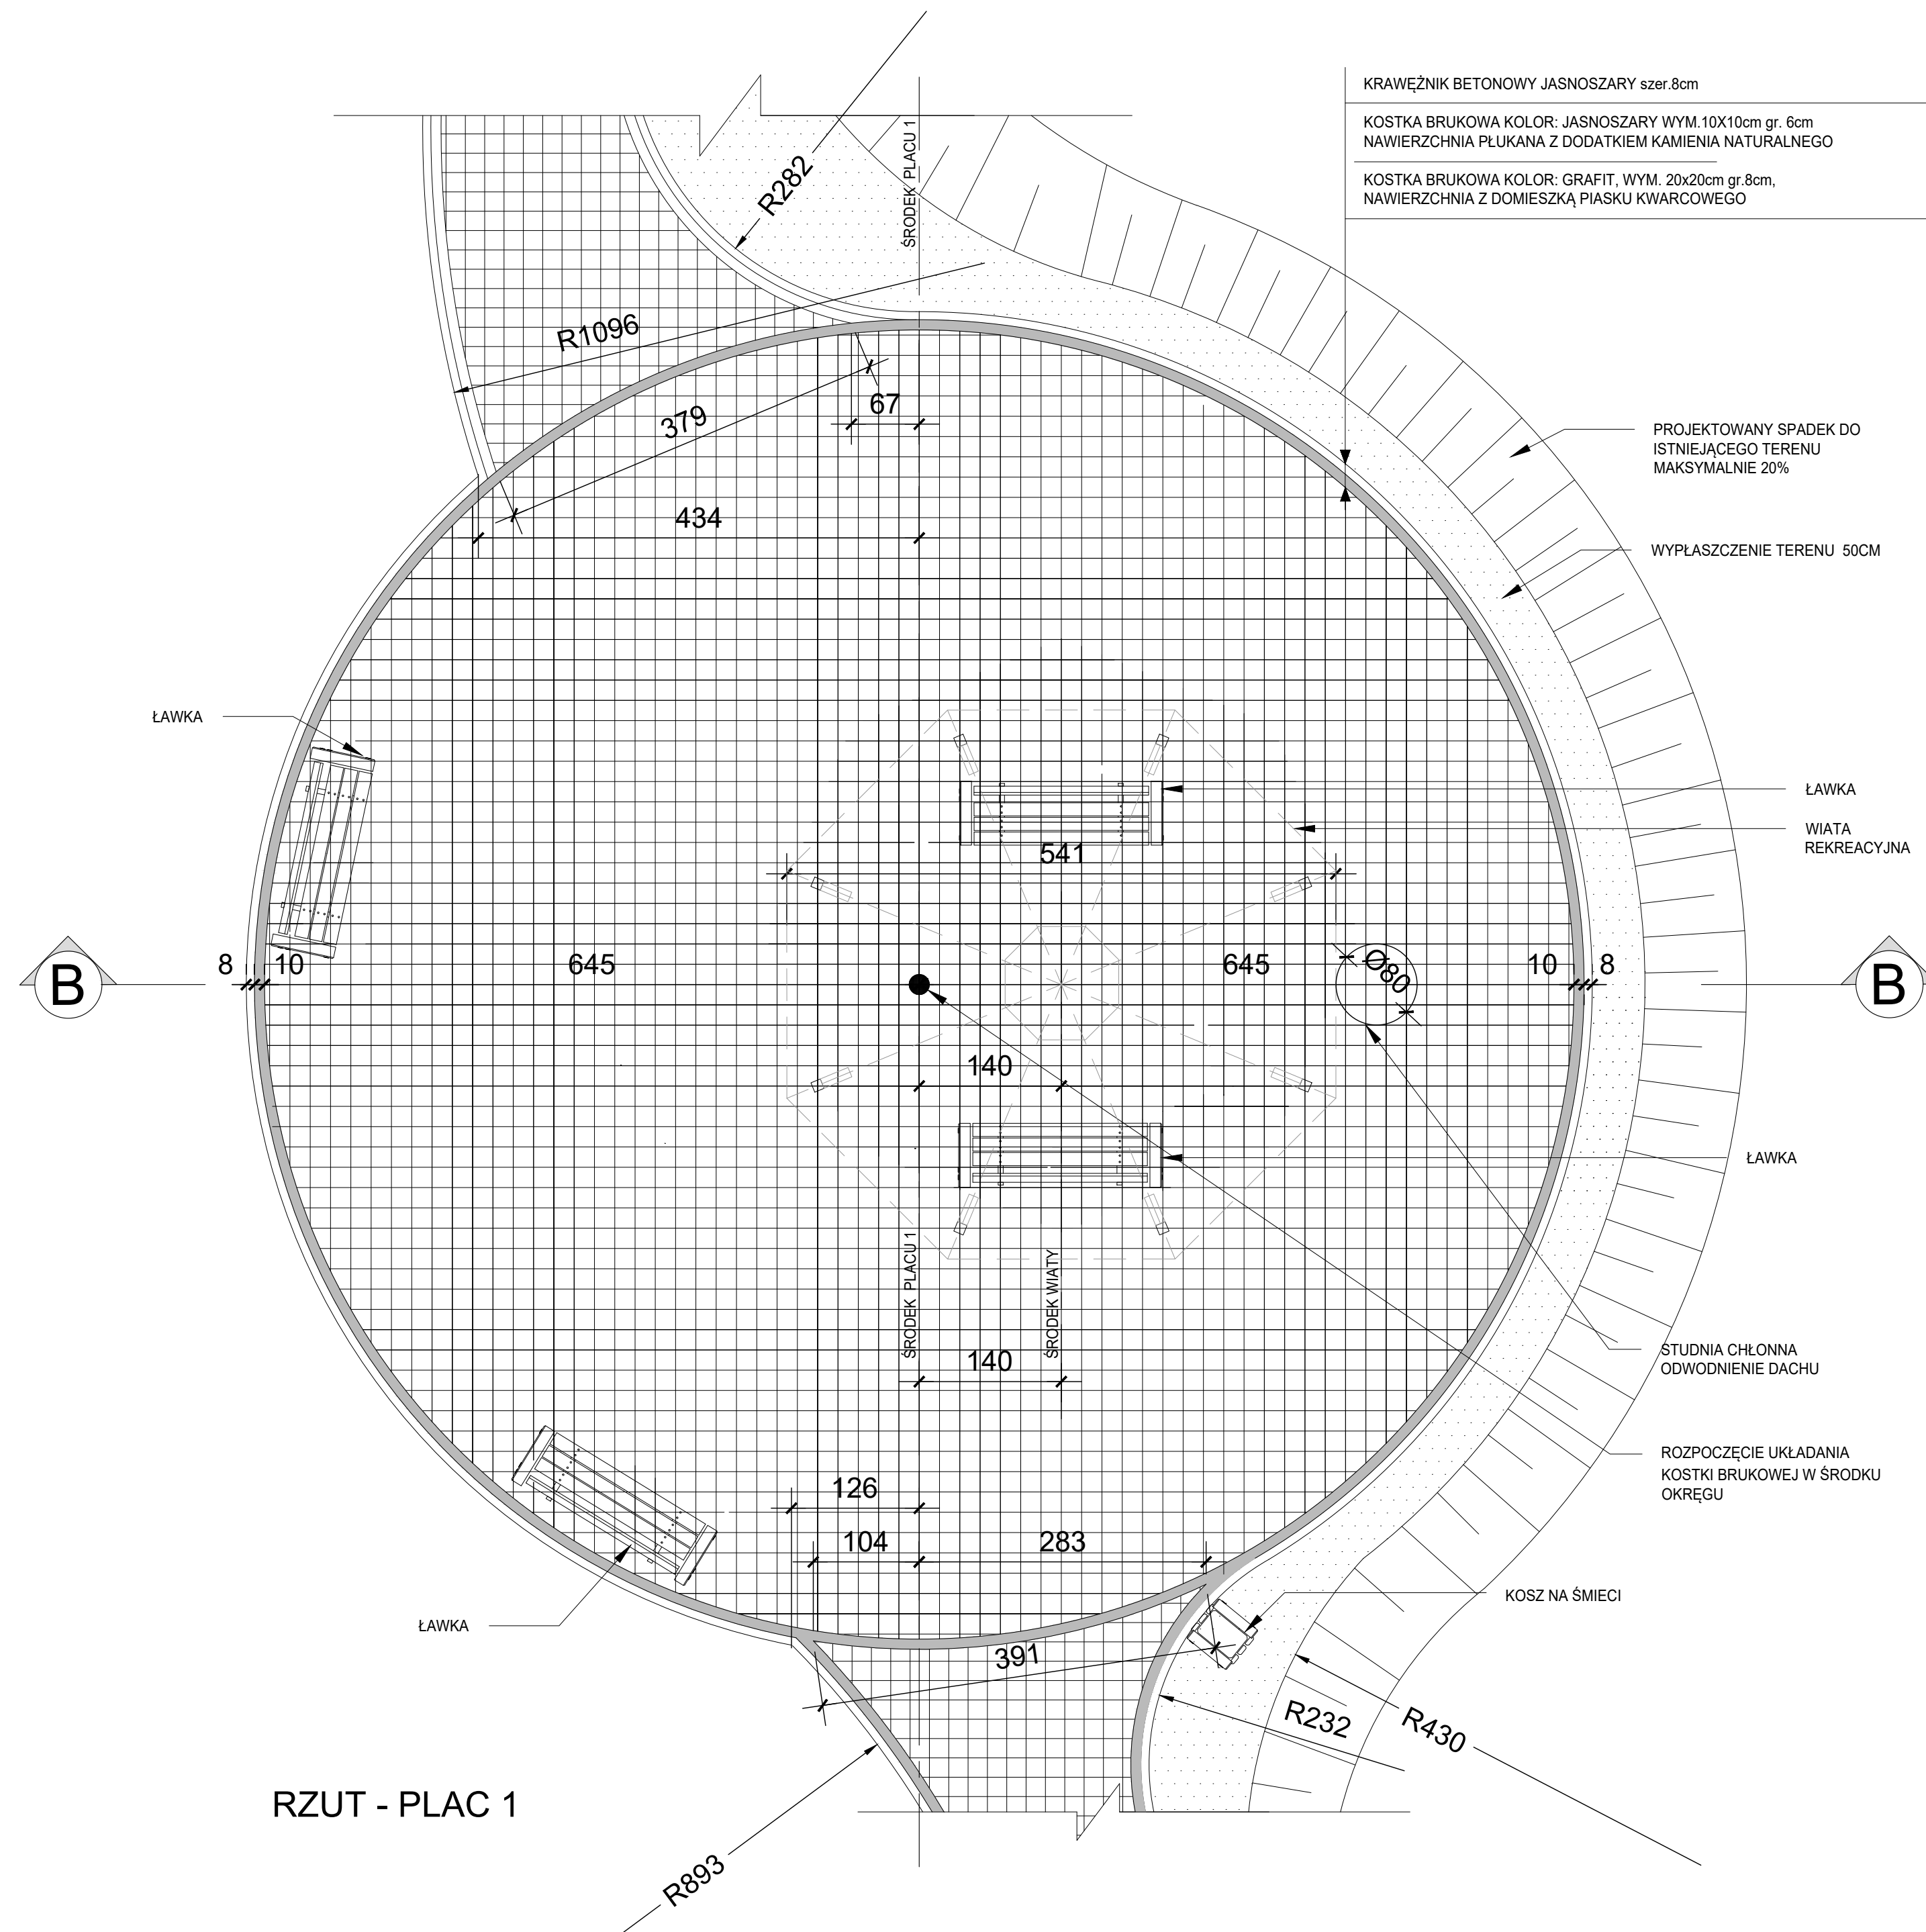 KRAWĘŻNIK BETONOWY JASNOSZARY szer.8cm
KOSTKA BRUKOWA KOLOR: JASNOSZARY WYM.10X10cm gr. 6cm
NAWIERZCHNIA PŁUKANA Z DODATKIEM KAMIENIA NATURALNEGO
KOSTKA BRUKOWA KOLOR: GRAFIT, WYM. 20x20cm gr.8cm,
NAWIERZCHNIA Z DOMIESZKĄ PIASKU KWARCOWEGO
R282
ŚRODEK PLACU 1
R1096
379
67
434
PROJEKTOWANY SPADEK DO
ISTNIEJĄCEGO TERENU
MAKSYMALNIE 20%
WYPŁASZCZENIE TERENU 50CM
ŁAWKA
ŁAWKA
WIATA
REKREACYJNA
541
B
8
10
645
645
Ø80
10
8
B
140
ŁAWKA
ŚRODEK PLACU 1
ŚRODEK WIATY
140
STUDNIA CHŁONNA
ODWODNIENIE DACHU
ROZPOCZĘCIE UKŁADANIA
KOSTKI BRUKOWEJ W ŚRODKU
OKRĘGU
126
104
283
KOSZ NA ŚMIECI
ŁAWKA
391
R232
R430
RZUT - PLAC 1
R893